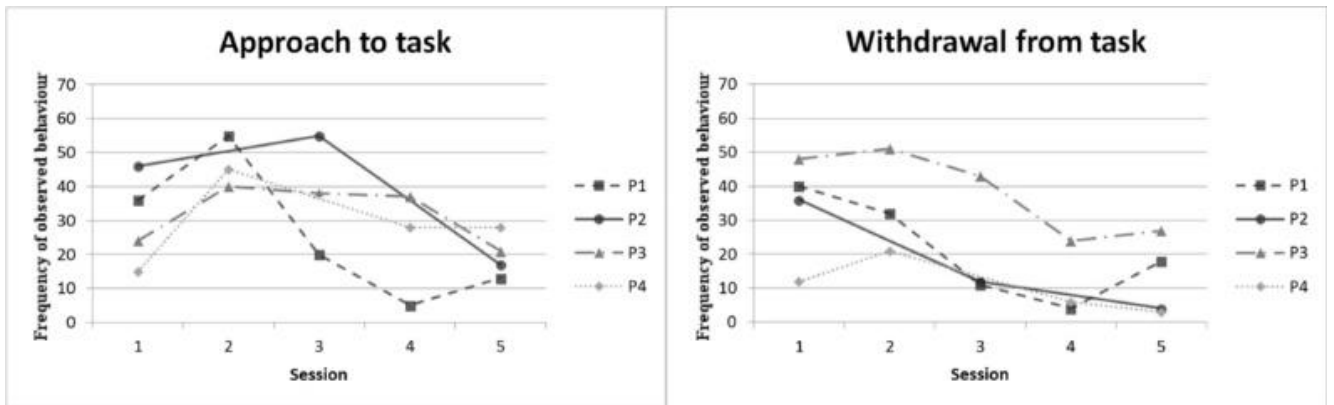 Approach to task
Frequency of observed behaviour
70
60
50
40
30
20
10
0
1 2 3 4 5
Session
P1
P2
P3
P4
Withdrawal from task
Frequency of observed behaviour
70
60
50
40
30
20
10
0
1 2 3 4 5
Session
P1
P2
P3
P4